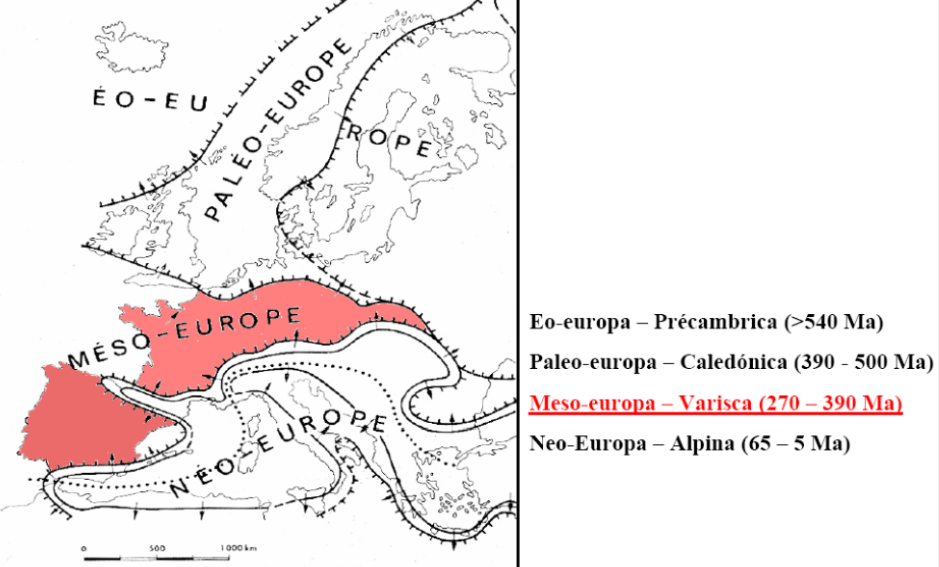 ÉO-EU
PALÉO-EUROPE
ROPE
MÉSO-EUROPE
NÉO-EUROPE
0 500 1000 km
Eo-europa – Précambrica (>540 Ma)
Paleo-europa – Caledónica (390 - 500 Ma)
Meso-europa – Varisca (270 – 390 Ma)
Neo-Europa – Alpina (65 – 5 Ma)